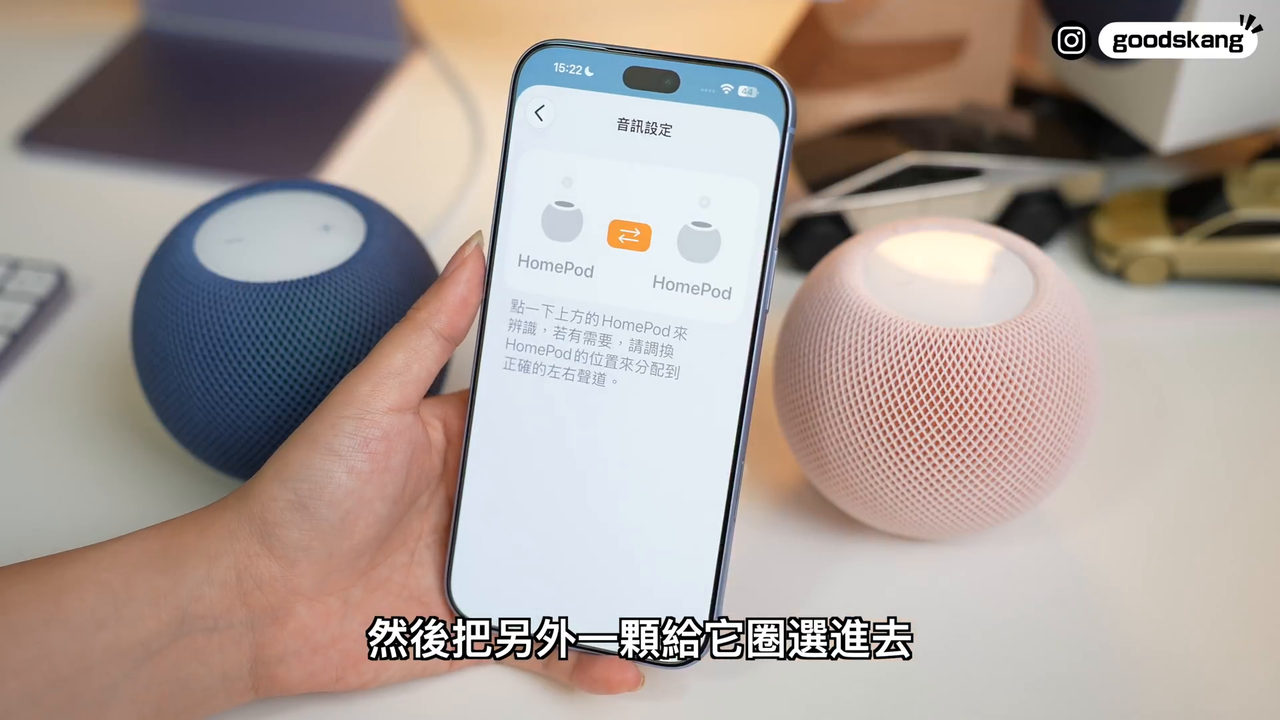 goodskang
15:22
44
音訊設定
HomePod
HomePod
點一下上方的HomePod來
辨識，若有需要，請調換
HomePod的位置來分配到
正確的左右聲道。
然後把另外一顆給它圈選進去